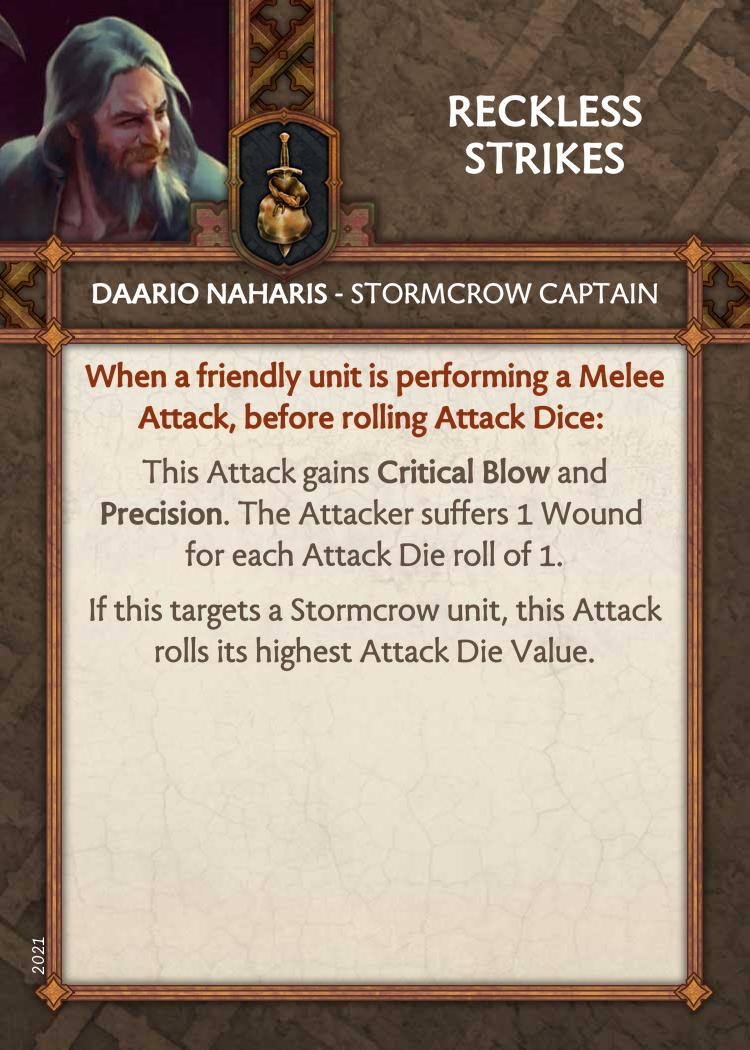 RECKLESS
STRIKES
DAARIO NAHARIS - STORMCROW CAPTAIN
When a friendly unit is performing a Melee
Attack, before rolling Attack Dice:
This Attack gains Critical Blow and
Precision. The Attacker suffers 1 Wound
for each Attack Die roll of 1.
If this targets a Stormcrow unit, this Attack
rolls its highest Attack Die Value.
2021